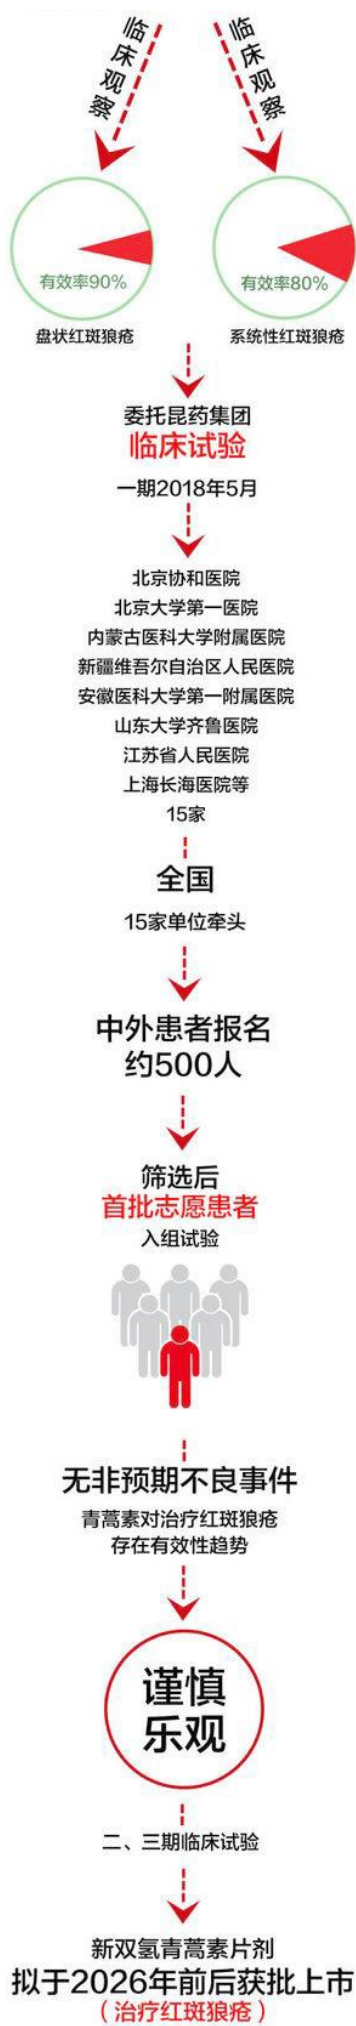 临床观察
临床观察
有效率90%
有效率80%
盘状红斑狼疮
系统性红斑狼疮
委托昆药集团
临床试验
一期2018年5月
北京协和医院
北京大学第一医院
内蒙古医科大学附属医院
新疆维吾尔自治区人民医院
安徽医科大学第一附属医院
山东大学齐鲁医院
江苏省人民医院
上海长海医院等
15家
全国
15家单位牵头
中外患者报名
约500人
筛选后
首批志愿患者
入组试验
无非预期不良事件
青蒿素对治疗红斑狼疮
存在有效性趋势
谨慎
乐观
二、三期临床试验
新双氢青蒿素片剂
拟于2026年前后获批上市
（治疗红斑狼疮）